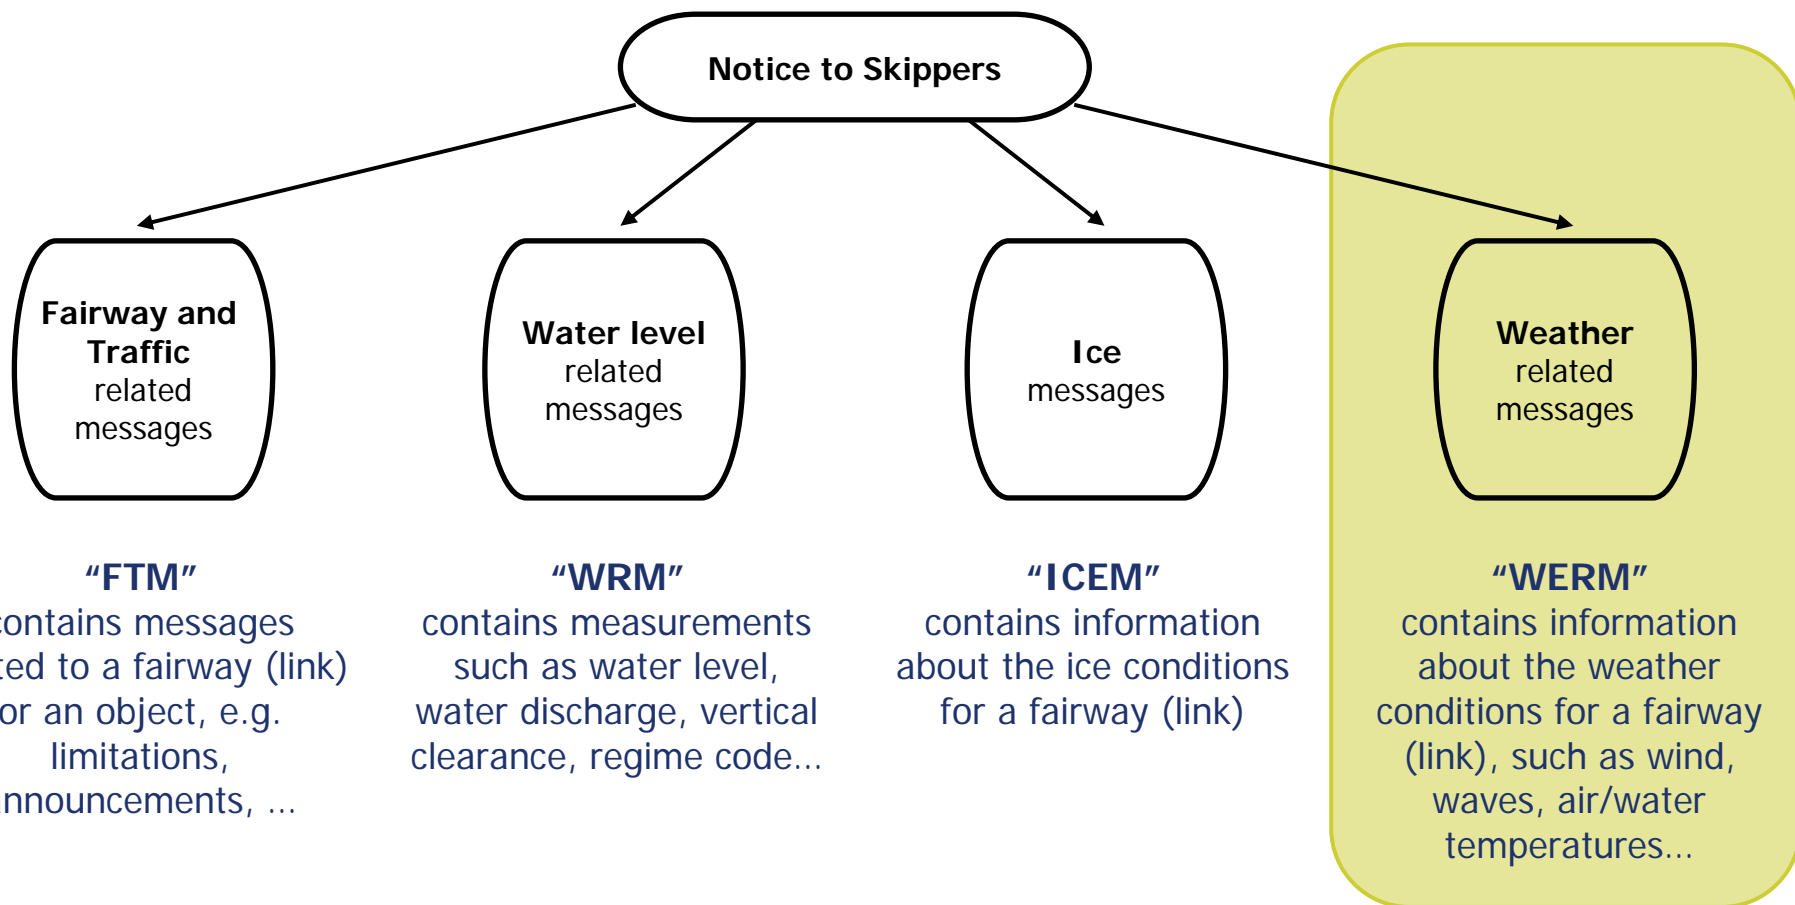 Notice to Skippers
Fairway and
Traffic
related
messages
Water level
related
messages
Ice
messages
Weather
related
messages
“FTM”
contains messages
to a fairway (link)
or an object, e.g.
limitations,
announcements, ...
“WRM”
contains measurements
such as water level,
water discharge, vertical
clearance, regime code...
“ICEM”
contains information
about the ice conditions
for a fairway (link)
“WERM”
contains information
about the weather
conditions for a fairway
(link), such as wind,
waves, air/water
temperatures...